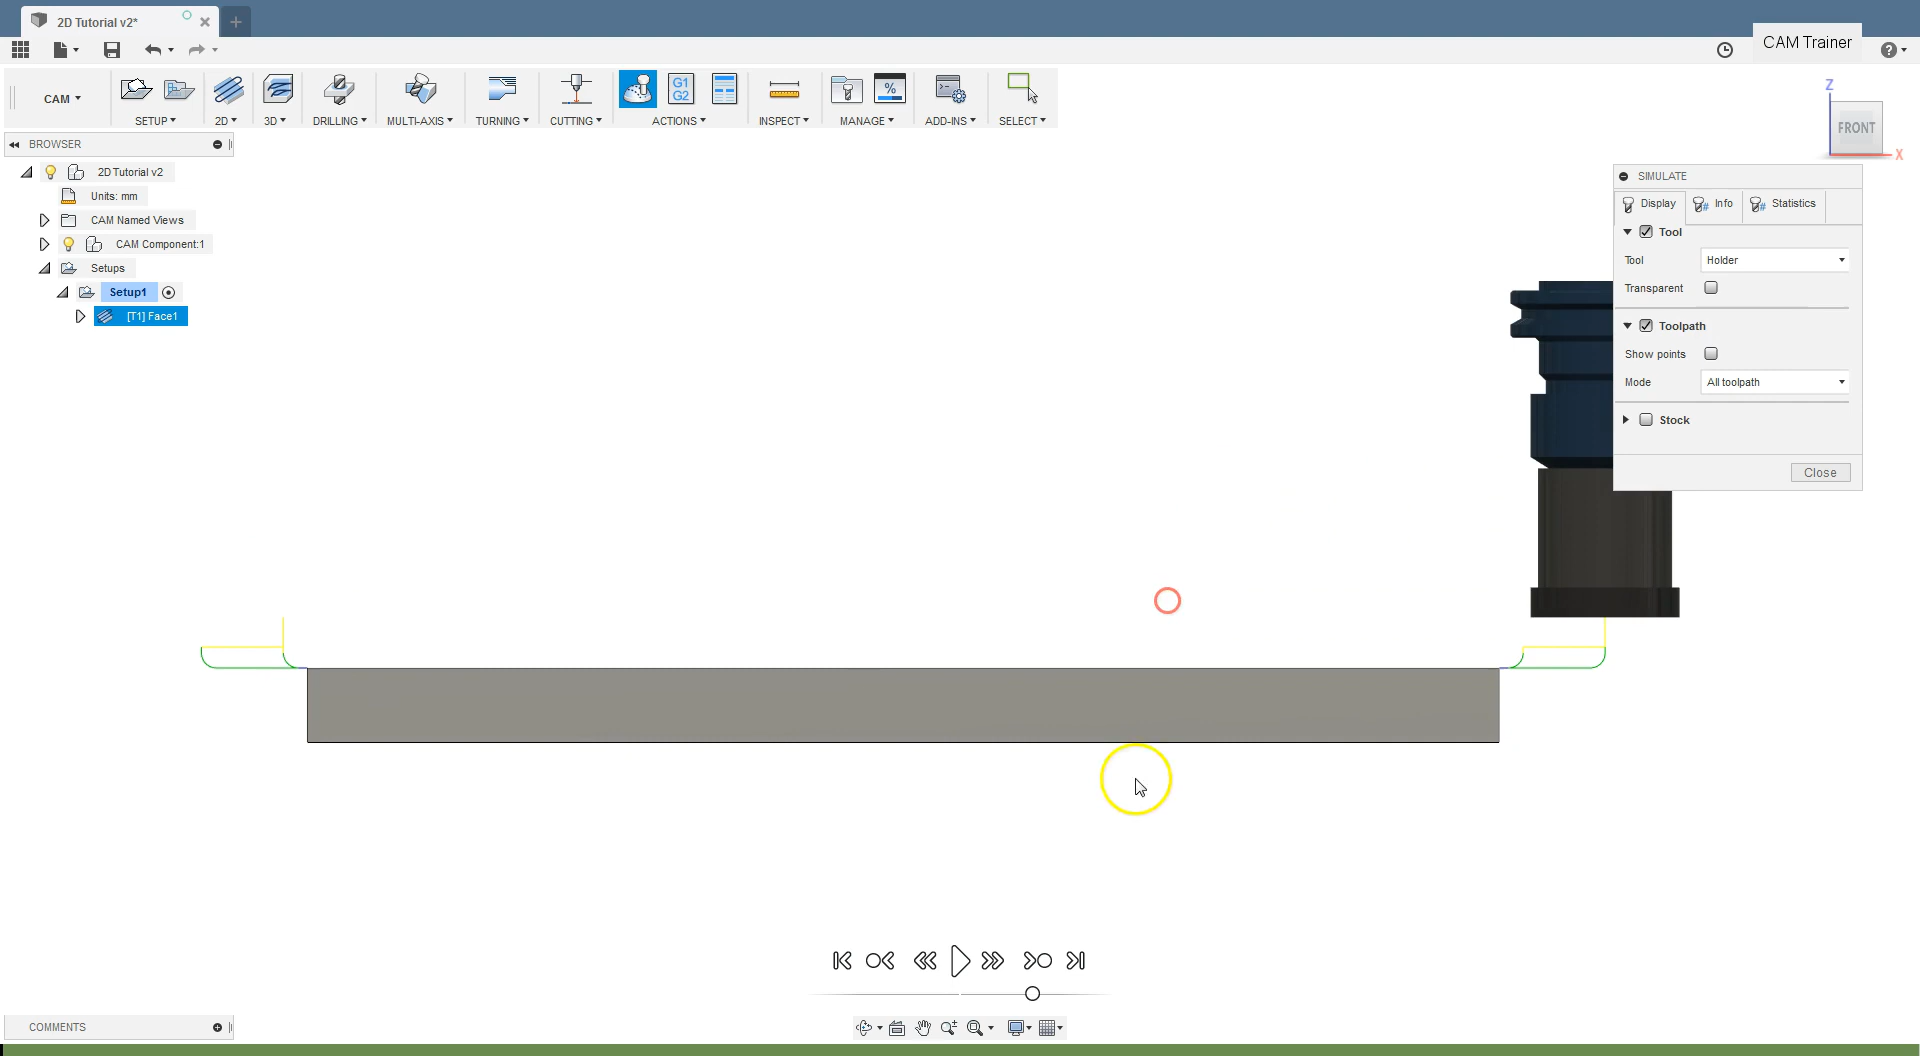 2D Tutorial v2*
CAM Trainer
CAM
G1
G2
%
SETUP
2D
3D
DRILLING
MULTI-AXIS
TURNING
CUTTING
ACTIONS
INSPECT
MANAGE
ADD-INS
SELECT
Z
FRONT
X
BROWSER
2D Tutorial v2
Units: mm
CAM Named Views
CAM Component:1
Setups
Setup1
[T1] Face1
SIMULATE
Display
Info
Statistics
Tool
Tool
Holder
Transparent
Toolpath
Show points
Mode
All toolpath
Stock
Close
COMMENTS